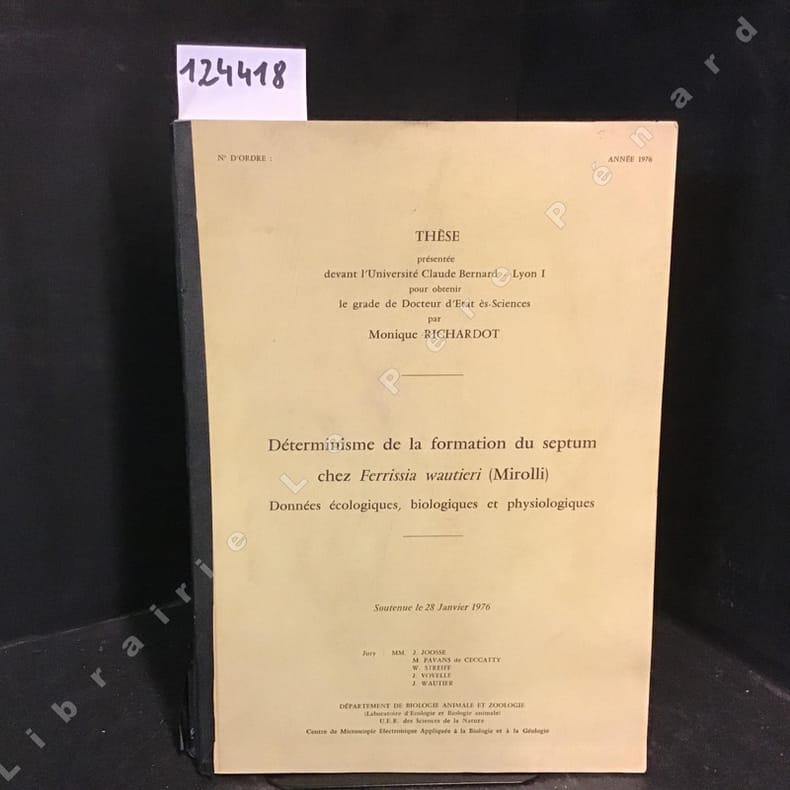 124418
N° D'ORDRE :
ANNÉE 1976
THÈSE
présentée
devant l'Université Claude Bernard - Lyon I
pour obtenir
le grade de Docteur d'Etat ès-Sciences
par
Monique RICHARDOT
Déterminisme de la formation du septum
chez Ferrissia wautieri (Mirolli)
Données écologiques, biologiques et physiologiques
Soutenue le 28 Janvier 1976
Jury : MM. J. JOOSSE
M. PAVANS de CECCATTY
W. STREIFF
J. VOVELLE
J. WAUTIER
DÉPARTEMENT DE BIOLOGIE ANIMALE ET ZOOLOGIE
(Laboratoire d'Ecologie et Biologie animale)
U.E.R. des Sciences de la Nature
Centre de Microscopie Electronique Appliquée à la Biologie et à la Géologie
Librairie Le Père Pénard